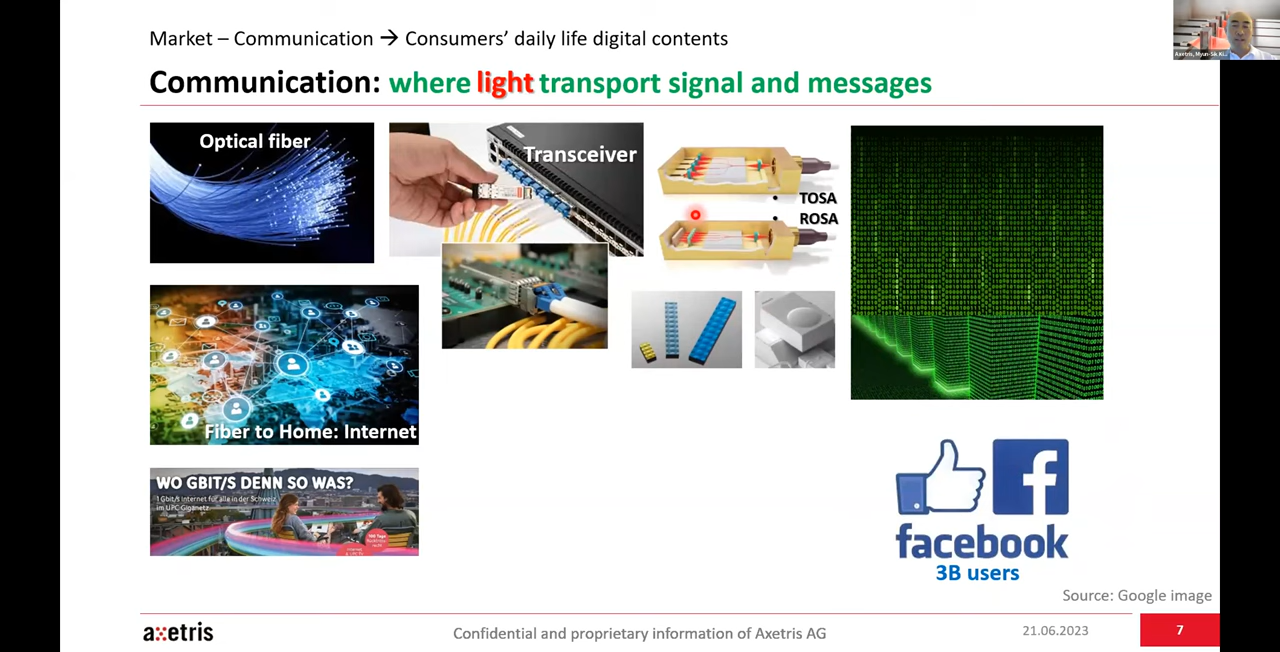 Market – Communication → Consumers' daily life digital contents
Communication: where light transport signal and messages
Optical fiber
Transceiver
• TOSA
• ROSA
Fiber to Home: Internet
WO GBIT/S DENN SO WAS?
1 Gbit/s Internet für alle in der Schweiz
im UPC Giganetz
facebook
3B users
Source: Google image
axetris
Confidential and proprietary information of Axetris AG
21.06.2023
7